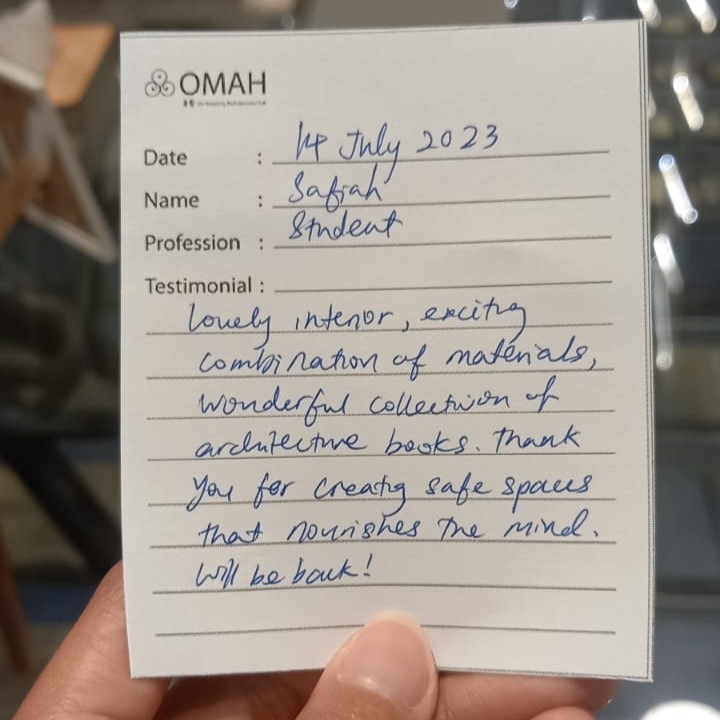 OMAH
Date : 14 July 2023
Name : Safiah
Profession : Student
Testimonial :
Lovely interior, exciting
combination of materials,
wonderful collection of
architecture books. Thank
you for creating safe spaces
that nourishes the mind.
Will be back!